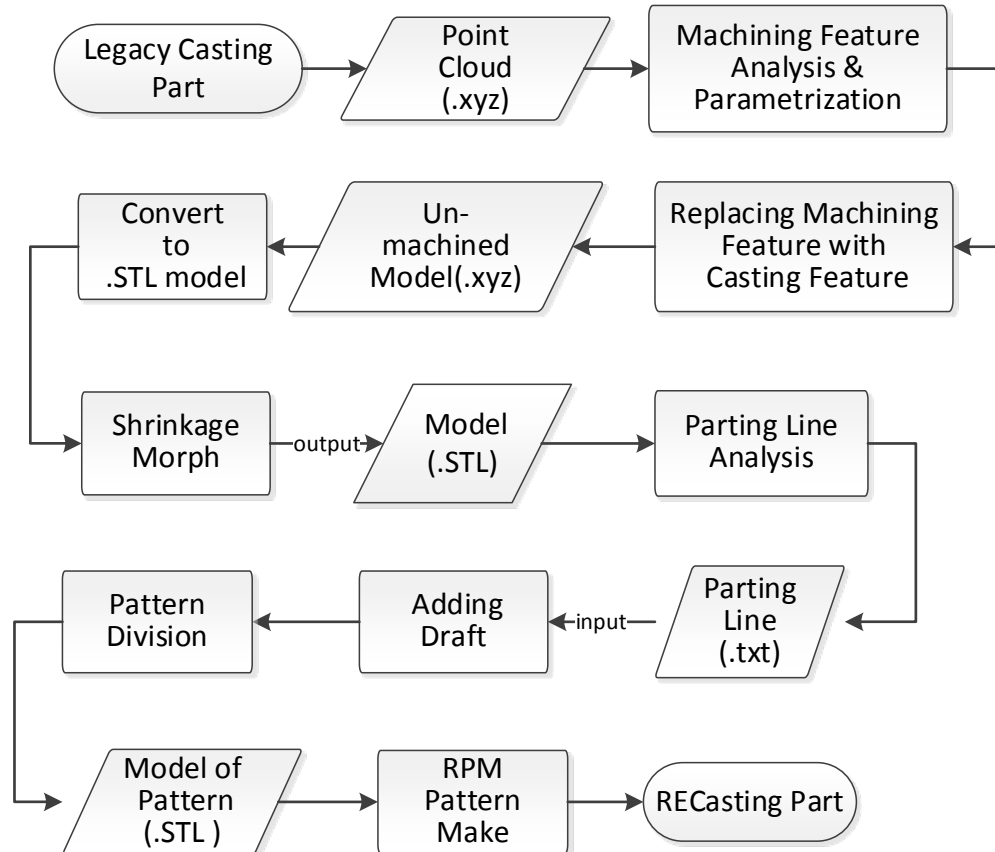 Legacy Casting
Part
Point
Cloud
(.xyz)
Machining Feature
Analysis &
Parametrization
Convert
to
.STL model
Un-
machined
Model(.xyz)
Replacing Machining
Feature with
Casting Feature
Shrinkage
Morph
output
Model
(.STL)
Parting Line
Analysis
Pattern
Division
Adding
Draft
input
Parting
Line
(.txt)
Model of
Pattern
(.STL )
RPM
Pattern
Make
RECasting Part